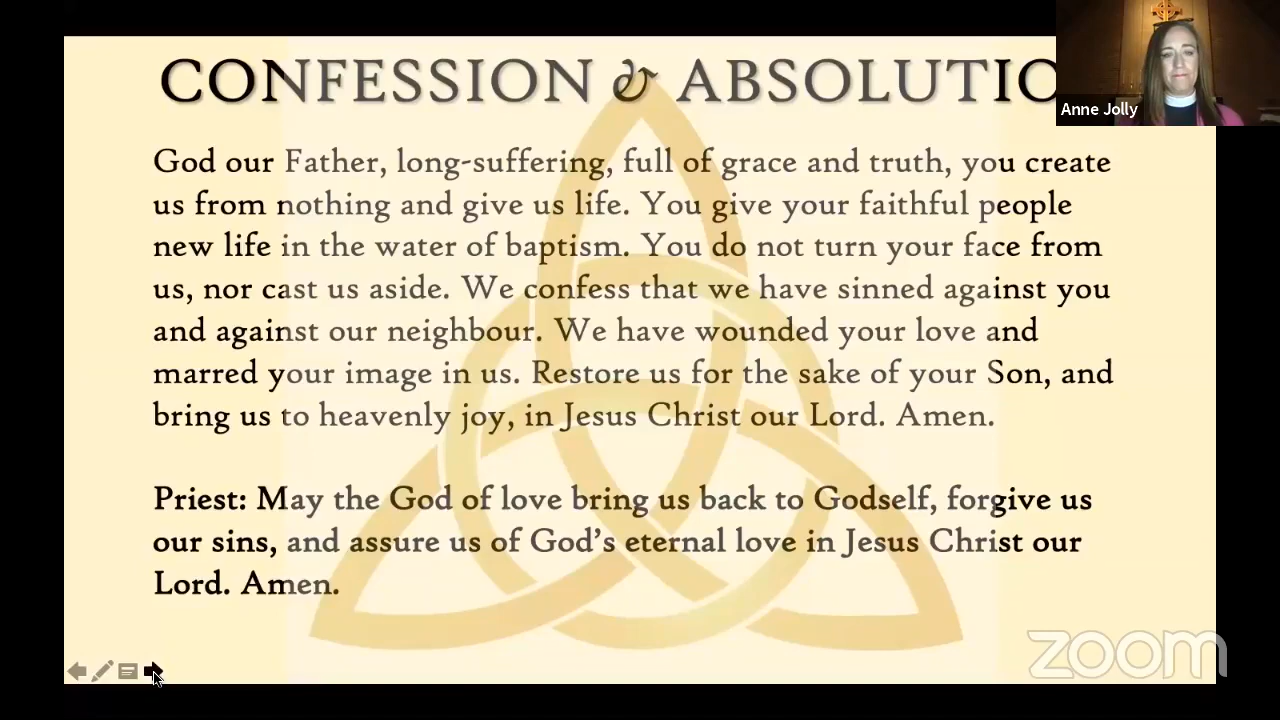 CONFESSION & ABSOLUTIO
Anne Jolly
God our Father, long-suffering, full of grace and truth, you create
us from nothing and give us life. You give your faithful people
new life in the water of baptism. You do not turn your face from
us, nor cast us aside. We confess that we have sinned against you
and against our neighbour. We have wounded your love and
marred your image in us. Restore us for the sake of your Son, and
bring us to heavenly joy, in Jesus Christ our Lord. Amen.
Priest: May the God of love bring us back to Godself, forgive us
our sins, and assure us of God’s eternal love in Jesus Christ our
Lord. Amen.
zoom